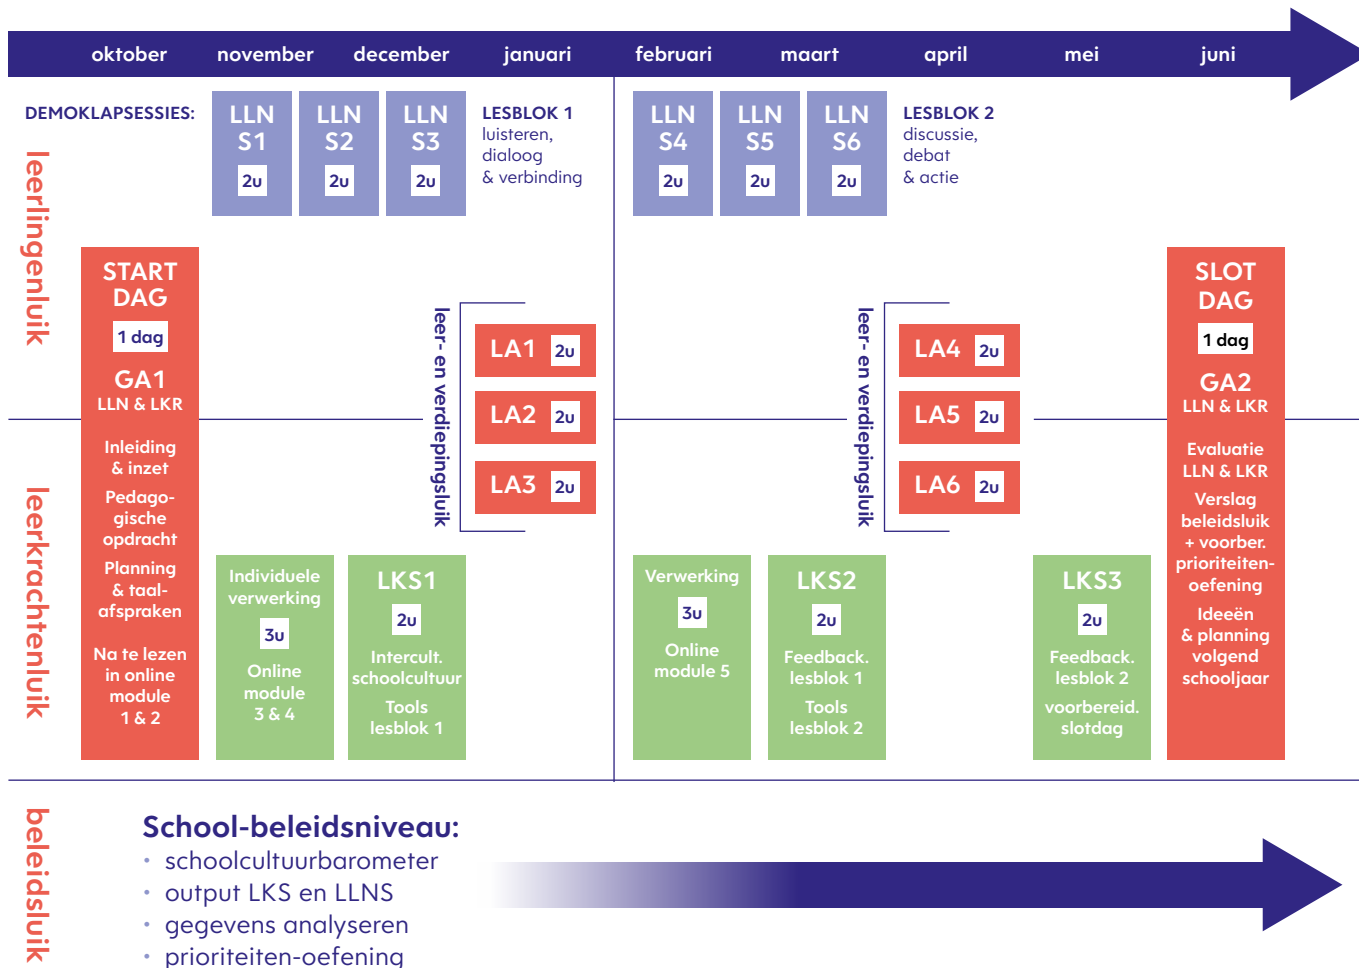 oktober november december januari februari maart april mei juni
DEMOKLAPSESSIES:
LLN
S1
2u
LLN
S2
2u
LLN
S3
2u
LESBLOK 1
luisteren,
dialoog
& verbinding
LLN
S4
2u
LLN
S5
2u
LLN
S6
2u
LESBLOK 2
discussie,
debat
& actie
leerlingenluik
START
DAG
1 dag
GA1
LLN & LKR
Inleiding
& inzet
Pedago-
gische
opdracht
Planning
& taal-
afspraken
Na te lezen
in online
module
1 & 2
leer- en verdiepingsluik
LA1 2u
LA2 2u
LA3 2u
leer- en verdiepingsluik
LA4 2u
LA5 2u
LA6 2u
SLOT
DAG
1 dag
GA2
LLN & LKR
Evaluatie
LLN & LKR
Verslag
beleidsluik
+ voorber.
prioriteiten-
oefening
Ideeën
& planning
volgend
schooljaar
leerkrachtenluik
Individuele
verwerking
3u
Online
module
3 & 4
LKS1
2u
Intercult.
schoolcultuur
Tools
lesblok 1
Verwerking
3u
Online
module 5
LKS2
2u
Feedback.
lesblok 1
Tools
lesblok 2
LKS3
2u
Feedback.
lesblok 2
voorbereid.
slotdag
beleidsluik
School-beleidsniveau:
• schoolcultuurbarometer
• output LKS en LLNS
• gegevens analyseren
• prioriteiten-oefening